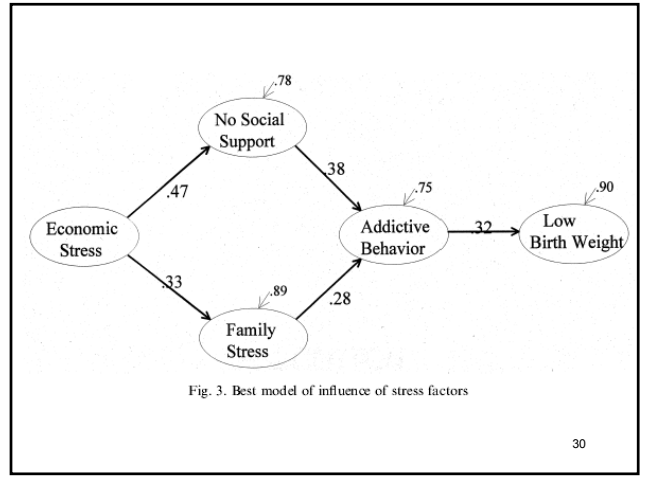 .78
No Social
Support
.47
.38
.75
.90
Economic
Stress
Addictive
Behavior
.32
Low
Birth Weight
.33
.89
.28
Family
Stress
Fig. 3. Best model of influence of stress factors
30